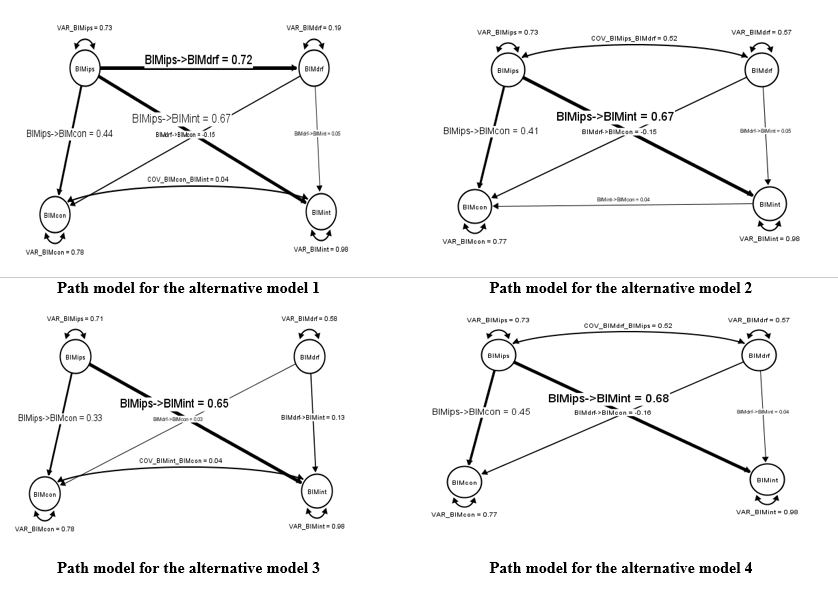 VAR_BIMips = 0.73
VAR_BIMdrf = 0.19
BIMips->BIMdrf = 0.72
BIMips
BIMdrf
BIMips->BIMint = 0.67
BIMips->BIMcon = 0.44
BIMdrf->BIMcon = -0.15
BIMdrf->BIMint = 0.05
COV_BIMcon_BIMint = 0.04
BIMcon
BIMint
VAR_BIMcon = 0.78
VAR_BIMint = 0.98
Path model for the alternative model 1
VAR_BIMips = 0.73
VAR_BIMdrf = 0.57
COV_BIMips_BIMdrf = 0.52
BIMips
BIMdrf
BIMips->BIMint = 0.67
BIMips->BIMcon = 0.41
BIMdrf->BIMcon = -0.15
BIMdrf->BIMint = 0.05
BIMint->BIMcon = 0.04
BIMcon
BIMint
VAR_BIMcon = 0.77
VAR_BIMint = 0.98
Path model for the alternative model 2
VAR_BIMips = 0.71
VAR_BIMdrf = 0.58
BIMips
BIMdrf
BIMips->BIMint = 0.65
BIMips->BIMcon = 0.33
BIMdrf->BIMcon = 0.03
BIMdrf->BIMint = 0.13
COV_BIMint_BIMcon = 0.04
BIMcon
BIMint
VAR_BIMcon = 0.78
VAR_BIMint = 0.98
Path model for the alternative model 3
VAR_BIMips = 0.73
VAR_BIMdrf = 0.57
COV_BIMdrf_BIMips = 0.52
BIMips
BIMdrf
BIMips->BIMint = 0.68
BIMips->BIMcon = 0.45
BIMdrf->BIMcon = -0.16
BIMdrf->BIMint = 0.04
BIMcon
BIMint
VAR_BIMcon = 0.77
VAR_BIMint = 0.98
Path model for the alternative model 4